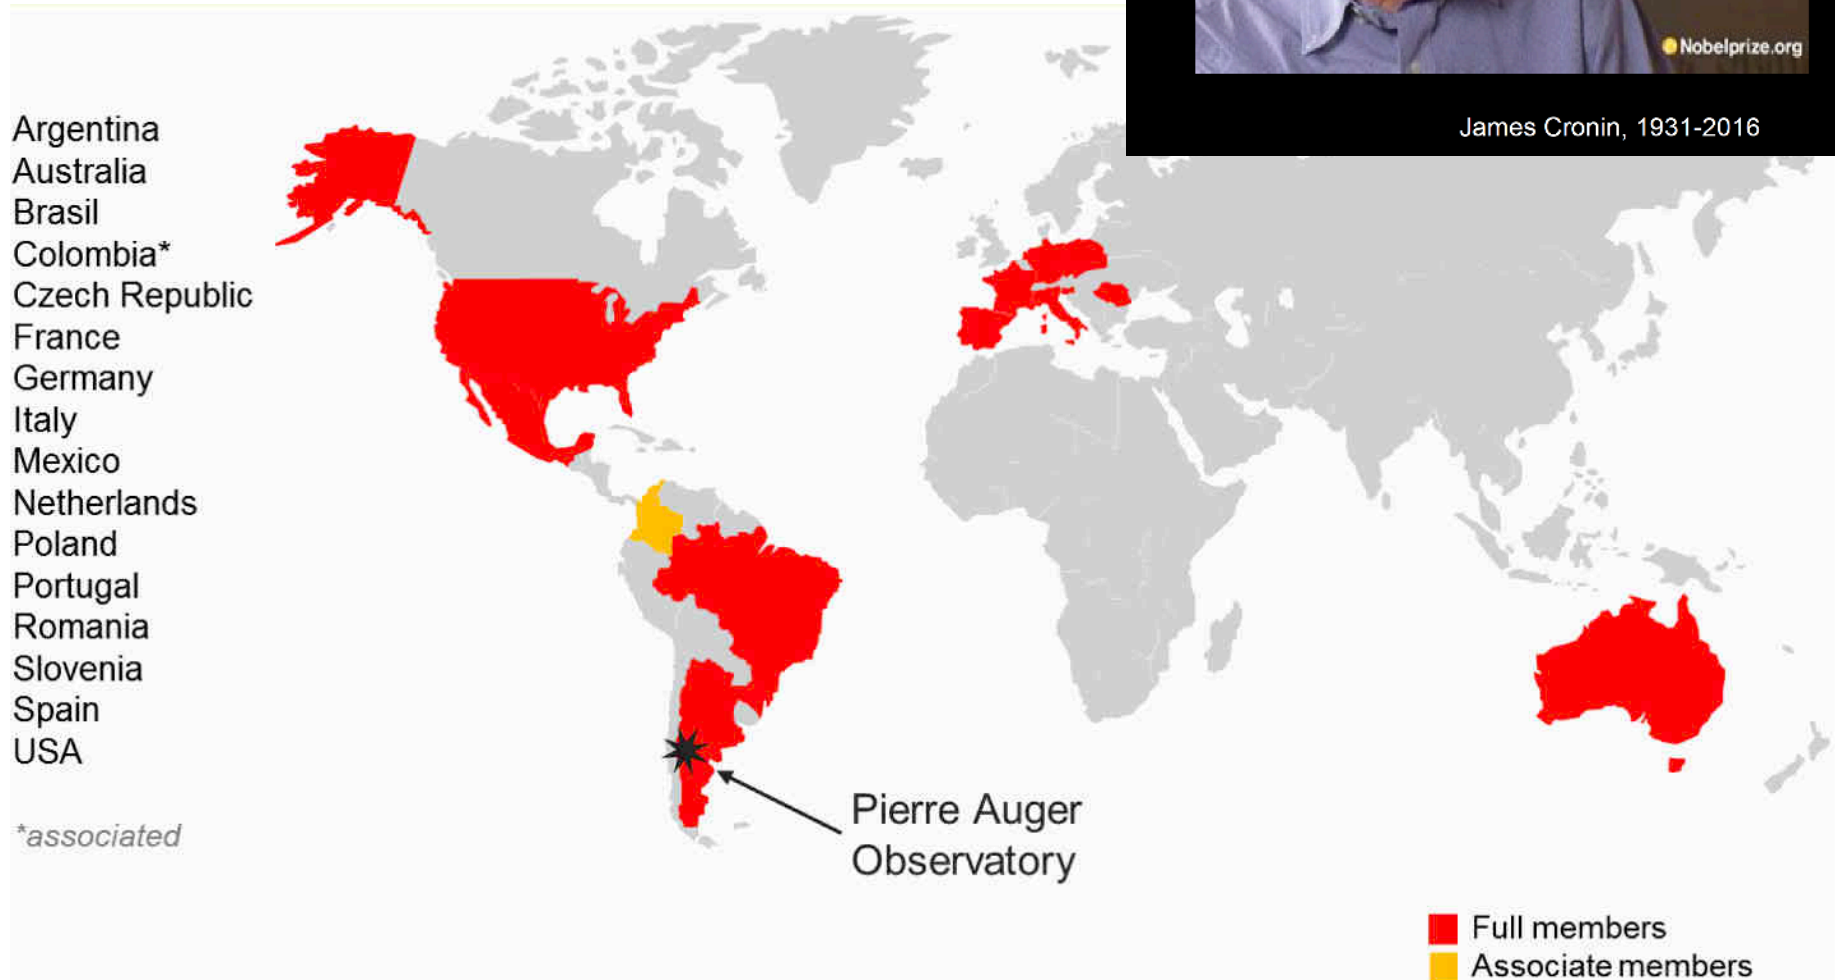 Nobelprize.org
James Cronin, 1931-2016
Argentina
Australia
Brasil
Colombia*
Czech Republic
France
Germany
Italy
Mexico
Netherlands
Poland
Portugal
Romania
Slovenia
Spain
USA
*associated
Pierre Auger
Observatory
Full members
Associate members